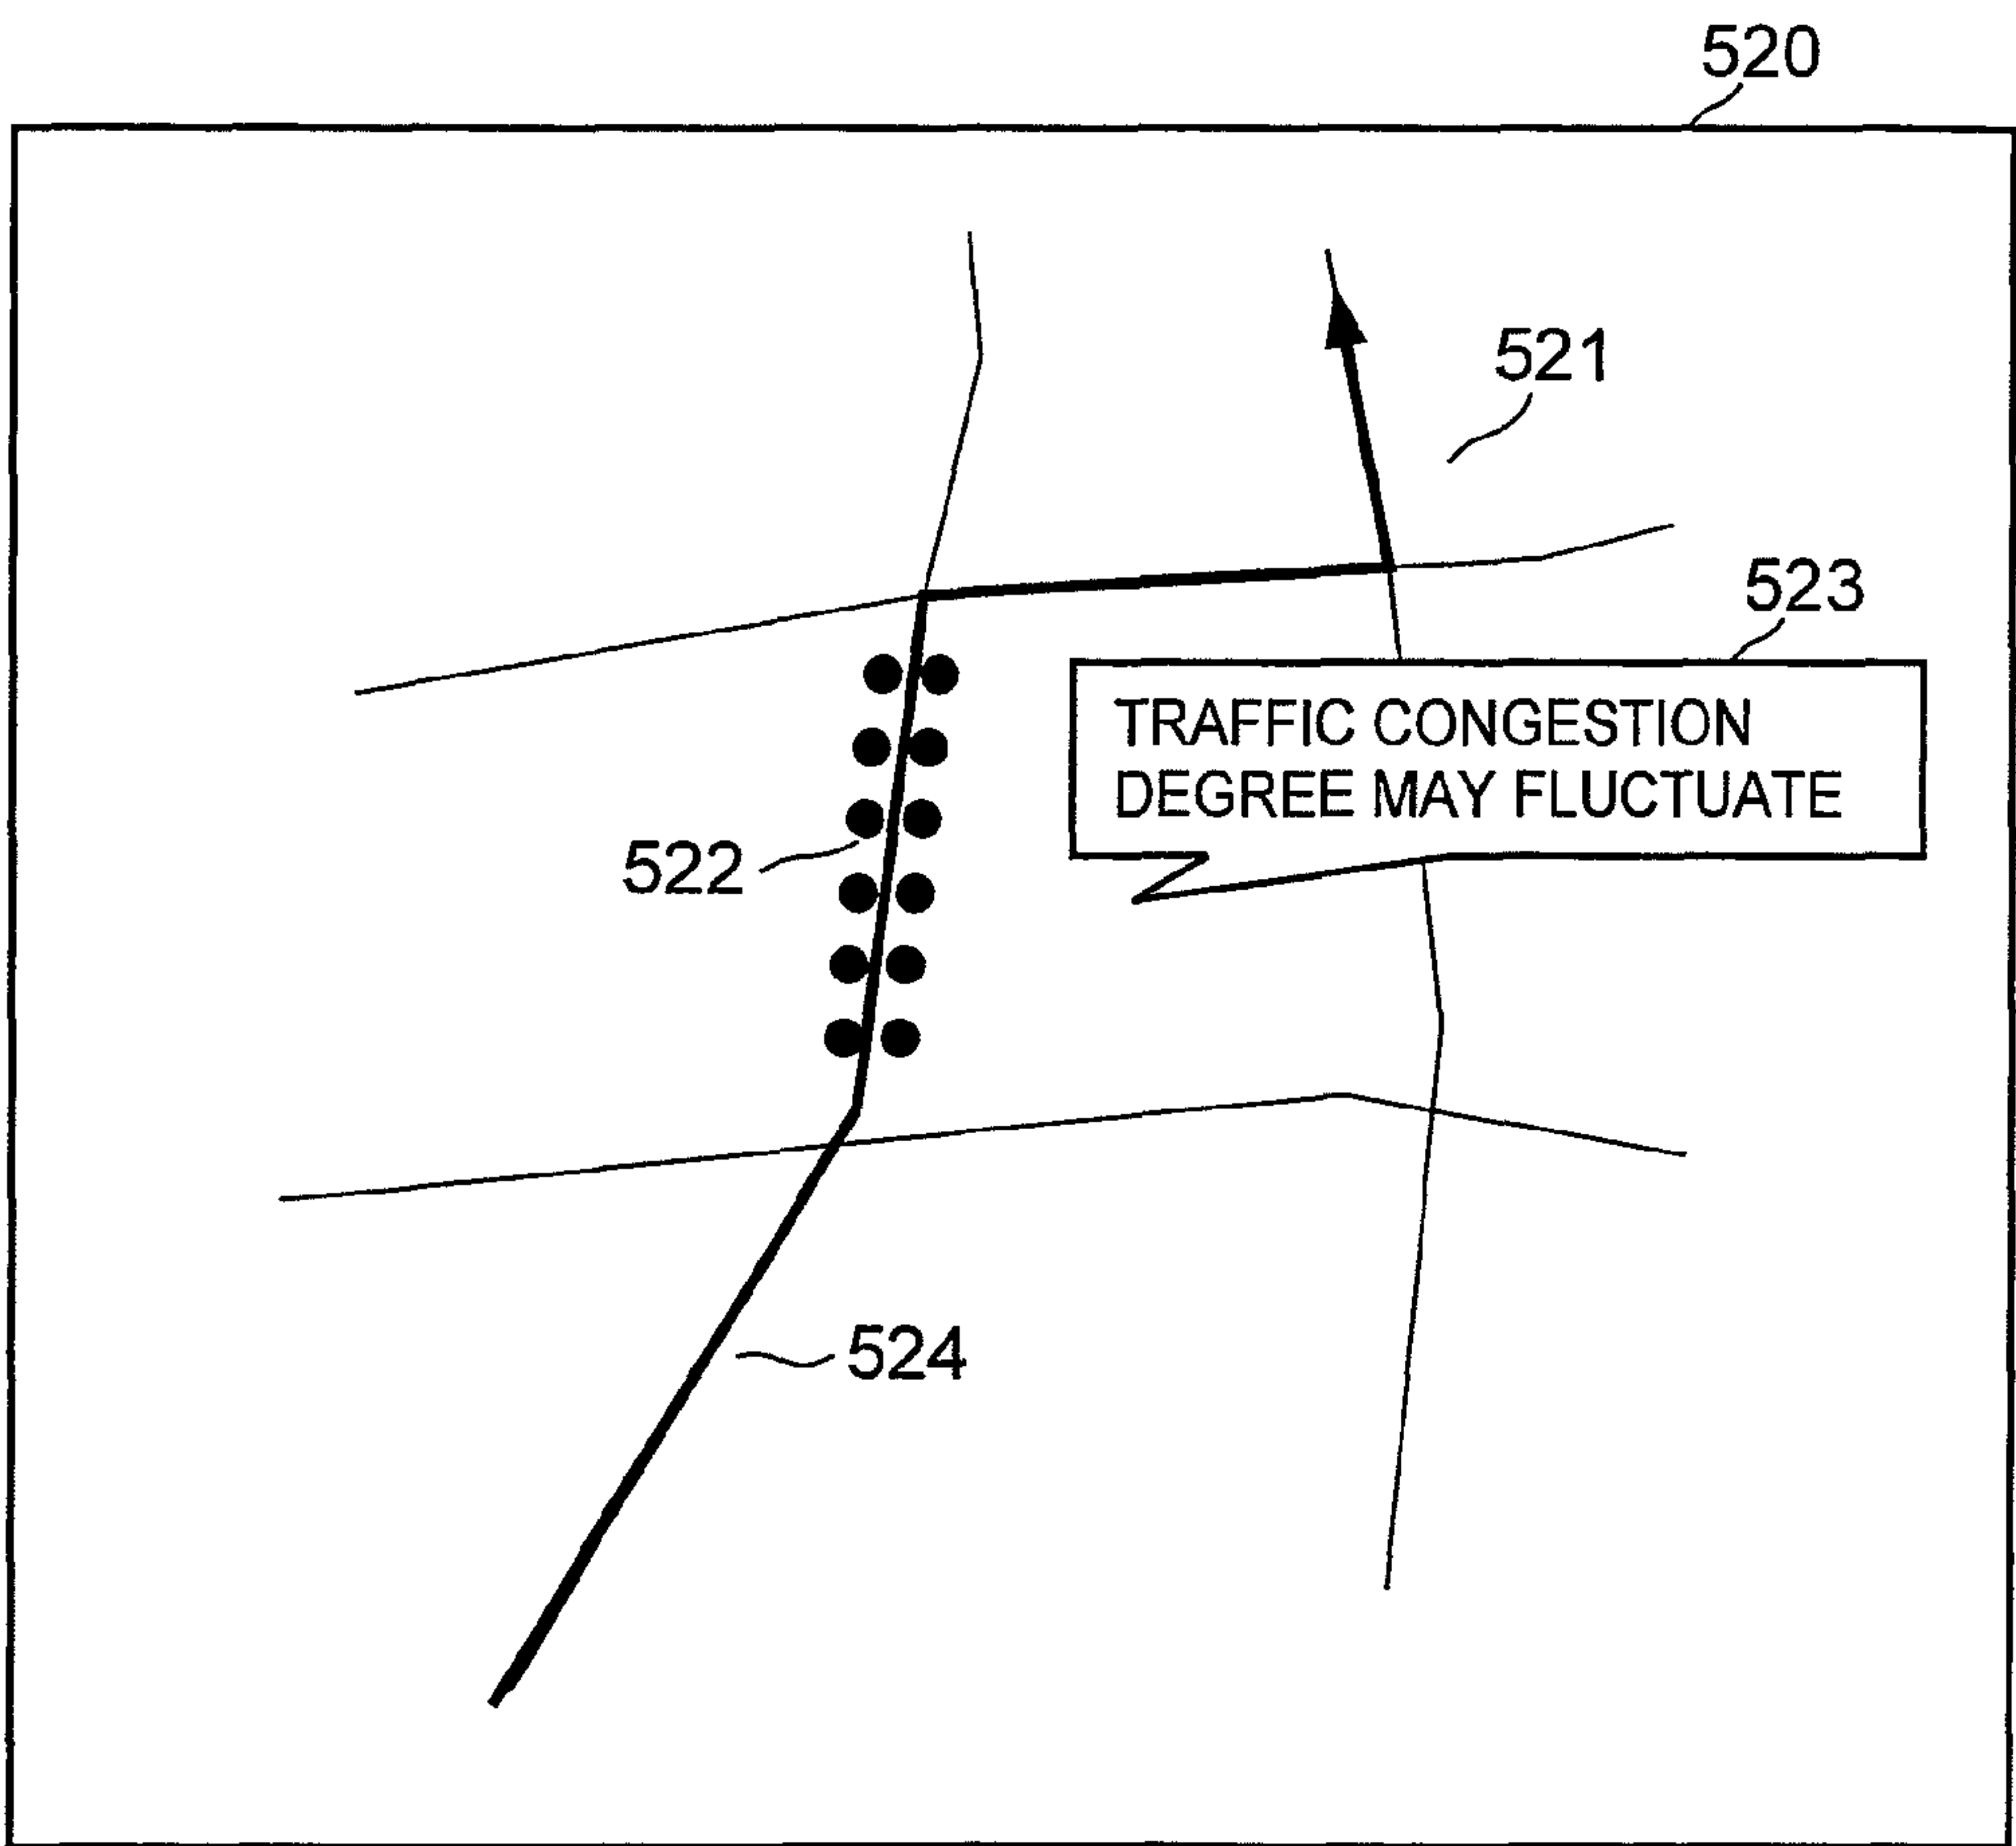 520
521
523
TRAFFIC CONGESTION
DEGREE MAY FLUCTUATE
522
524